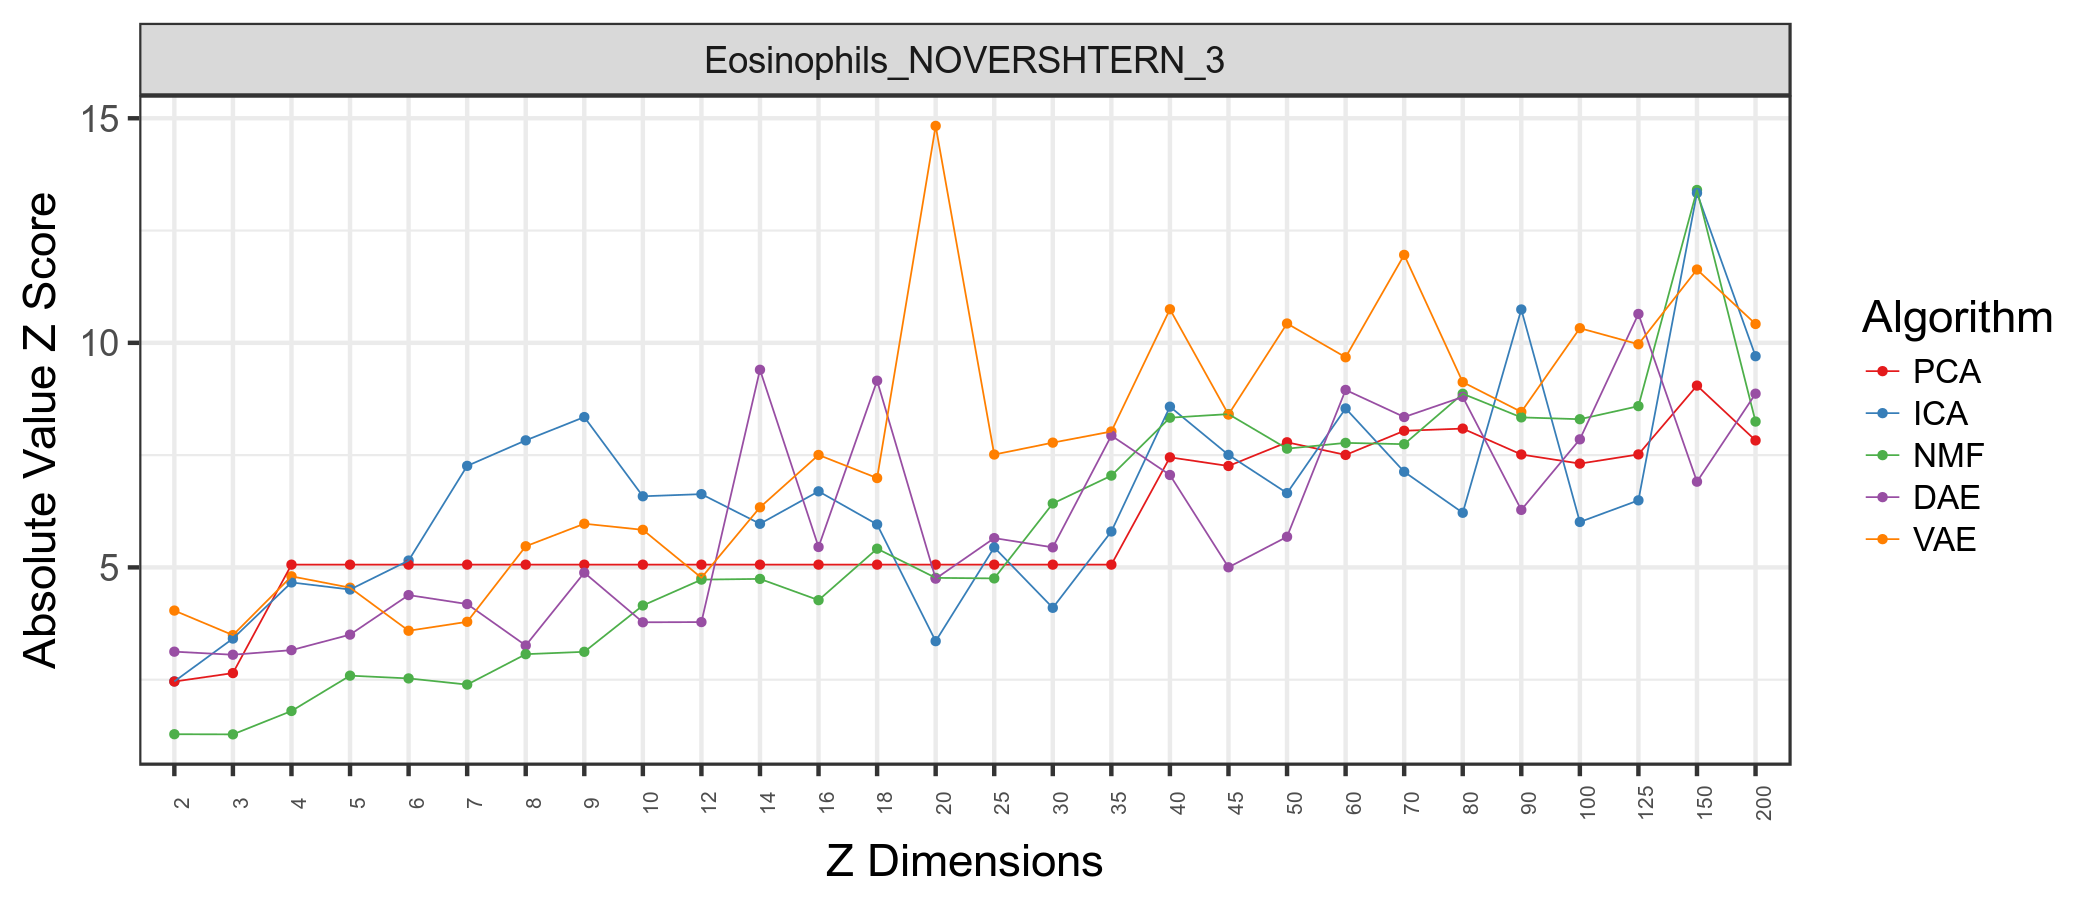 Eosinophils_NOVERSHTERN_3
15
10
5
Absolute Value Z Score
2 3 4 5 6 7 8 9 10 12 14 16 18 20 25 30 35 40 45 50 60 70 80 90 100 125 150 200
Z Dimensions
Algorithm
PCA
ICA
NMF
DAE
VAE